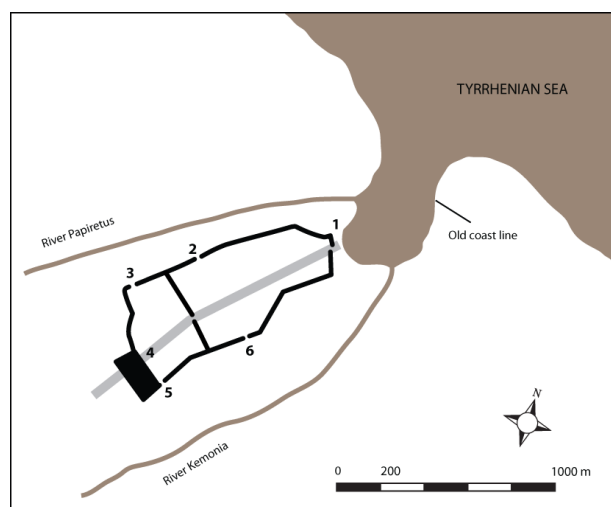 TYRRHENIAN SEA
River Papiretus
1
Old coast line
2
3
4
6
5
N
River Kemonia
0 200 1000 m